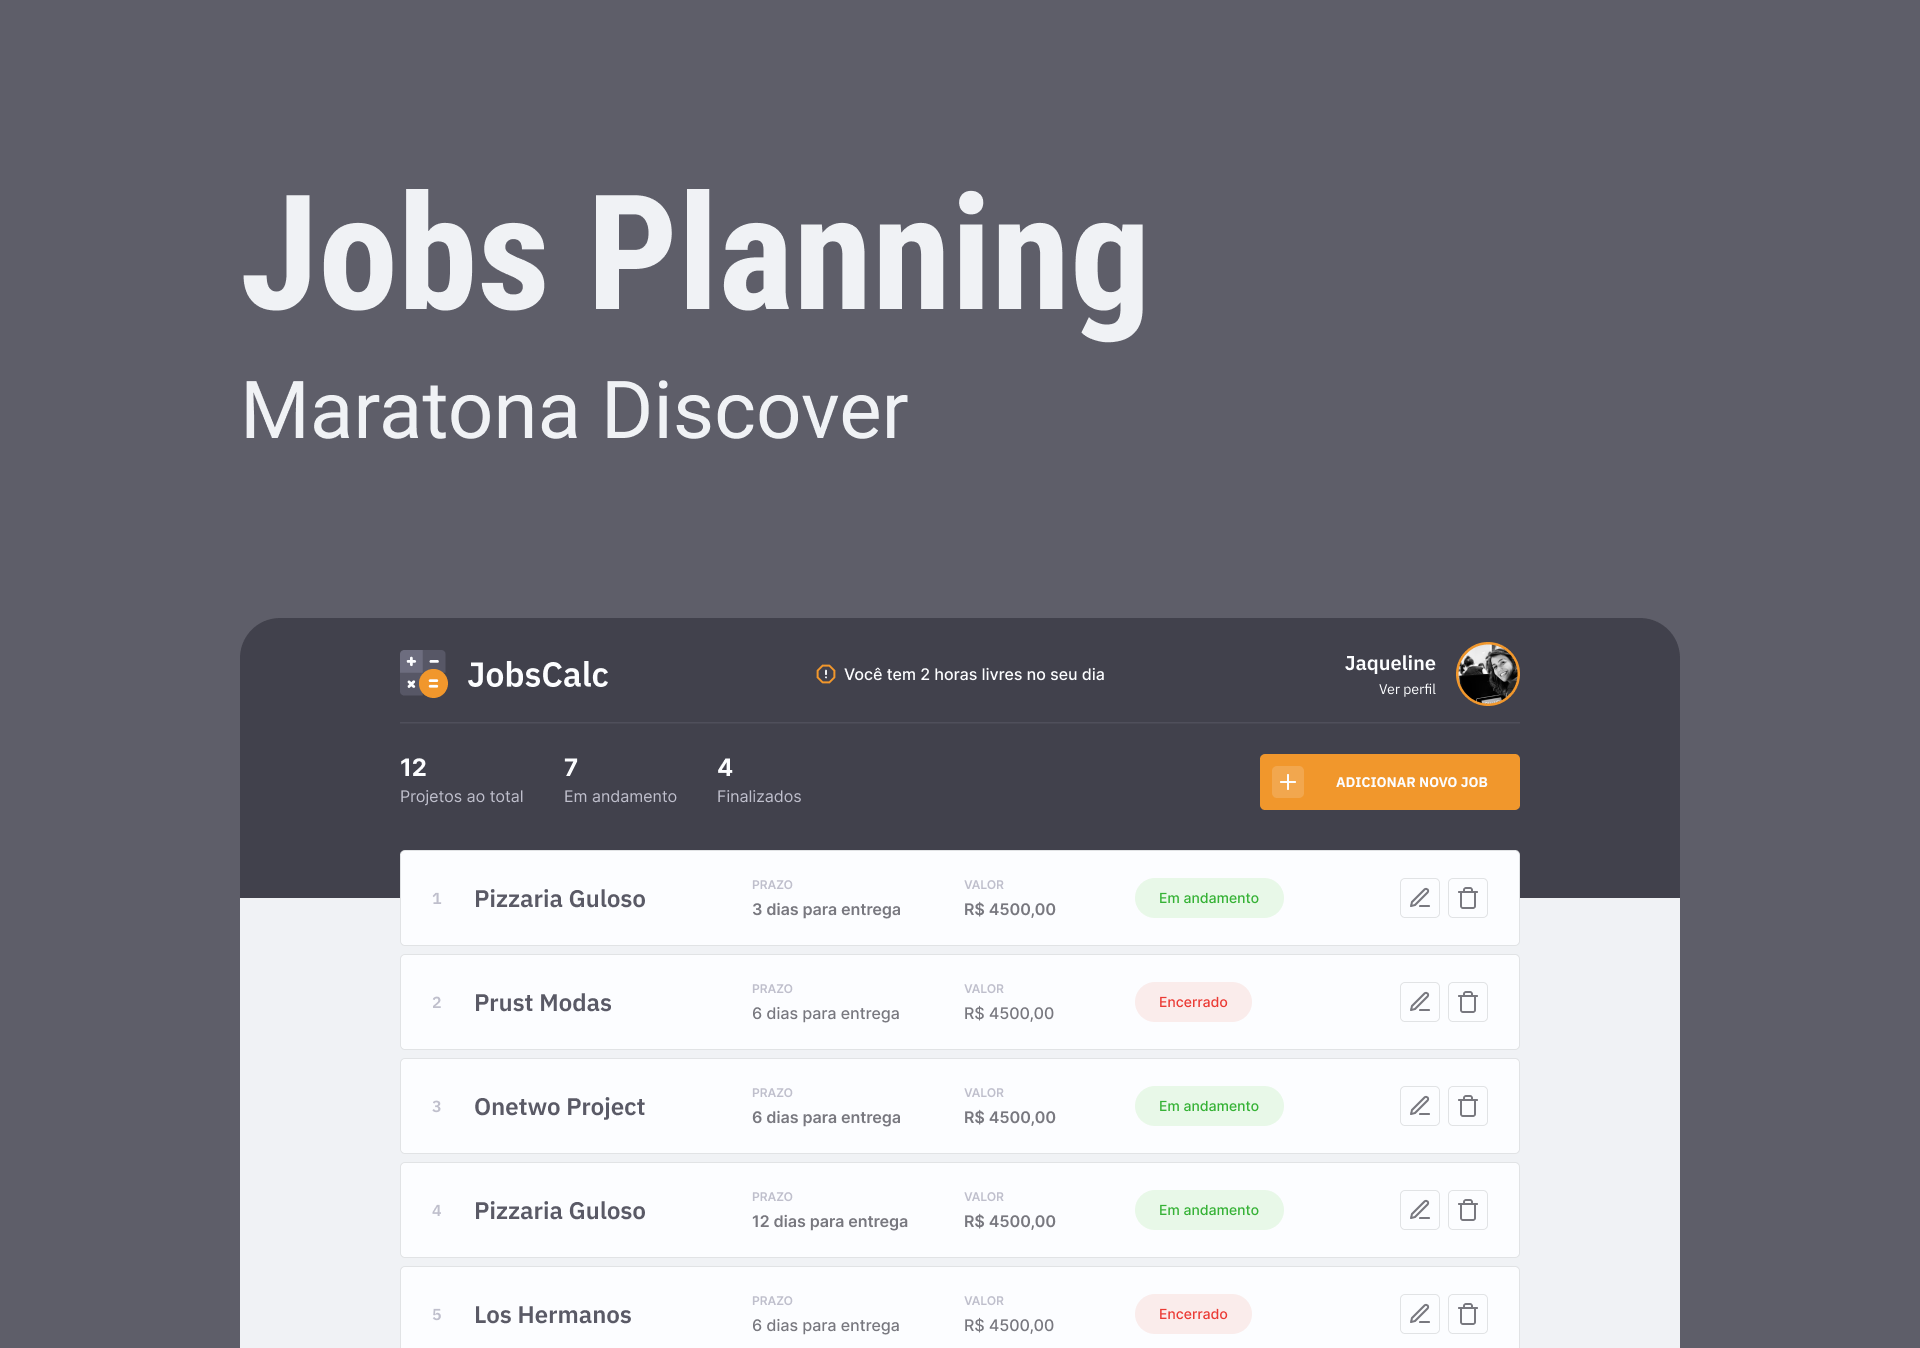 Jobs Planning
Maratona Discover
JobsCalc
Você tem 2 horas livres no seu dia
Jaqueline
Ver perfil
12
Projetos ao total
7
Em andamento
4
Finalizados
ADICIONAR NOVO JOB
1
Pizzaria Guloso
PRAZO
3 dias para entrega
VALOR
R$ 4500,00
Em andamento
2
Prust Modas
PRAZO
6 dias para entrega
VALOR
R$ 4500,00
Encerrado
3
Onetwo Project
PRAZO
6 dias para entrega
VALOR
R$ 4500,00
Em andamento
4
Pizzaria Guloso
PRAZO
12 dias para entrega
VALOR
R$ 4500,00
Em andamento
5
Los Hermanos
PRAZO
6 dias para entrega
VALOR
R$ 4500,00
Encerrado